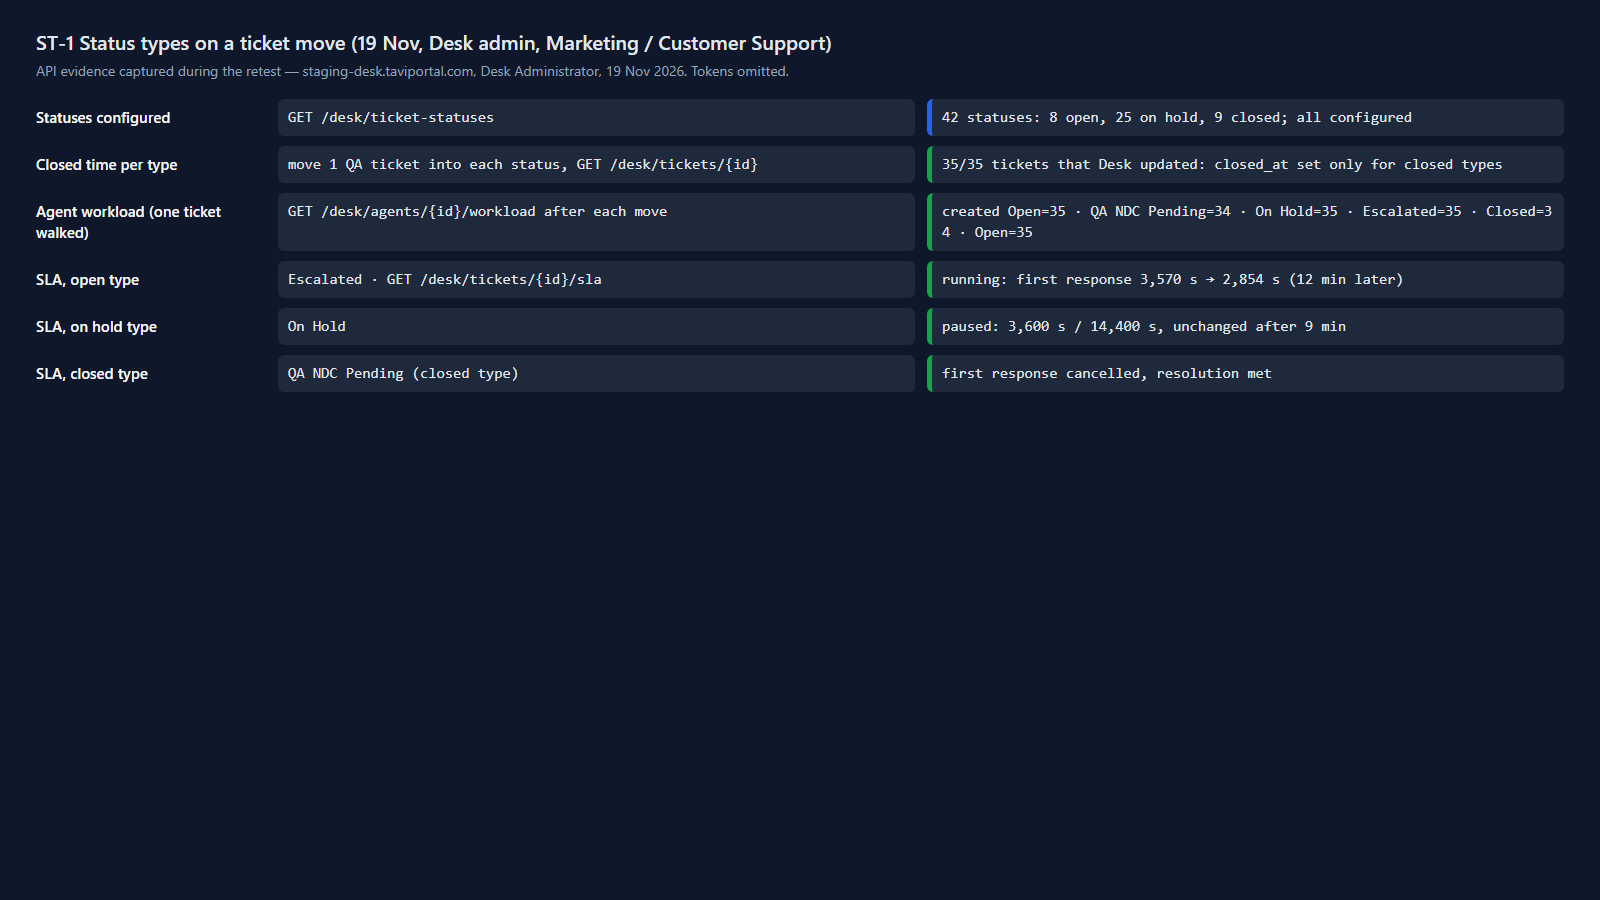 ST-1 Status types on a ticket move (19 Nov, Desk admin, Marketing / Customer Support)
API evidence captured during the retest — staging-desk.taviportal.com, Desk Administrator, 19 Nov 2026. Tokens omitted.
Statuses configured
GET /desk/ticket-statuses
42 statuses: 8 open, 25 on hold, 9 closed; all configured
Closed time per type
move 1 QA ticket into each status, GET /desk/tickets/{id}
35/35 tickets that Desk updated: closed_at set only for closed types
Agent workload (one ticket
walked)
GET /desk/agents/{id}/workload after each move
created Open=35 · QA NDC Pending=34 · On Hold=35 · Escalated=35 · Closed=3
4 · Open=35
SLA, open type
Escalated · GET /desk/tickets/{id}/sla
running: first response 3,570 s → 2,854 s (12 min later)
SLA, on hold type
On Hold
paused: 3,600 s / 14,400 s, unchanged after 9 min
SLA, closed type
QA NDC Pending (closed type)
first response cancelled, resolution met